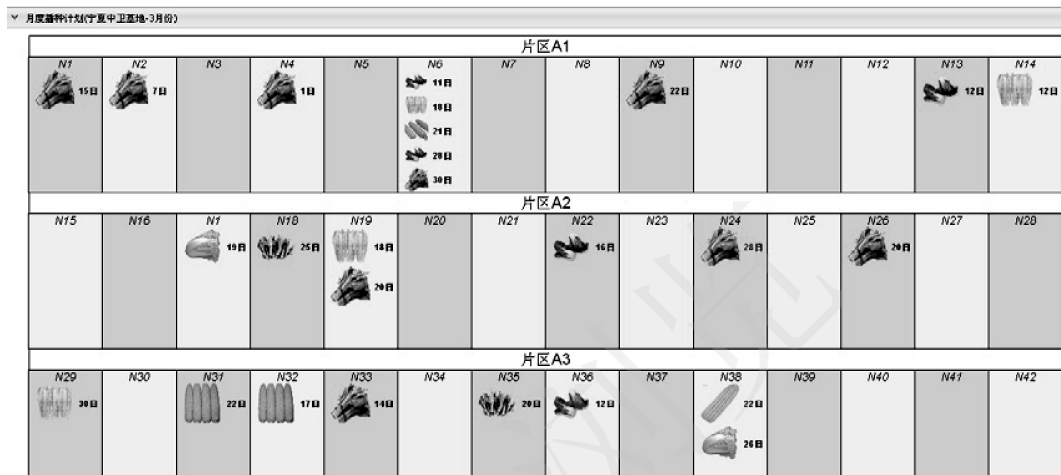 月度播种计划(宁夏中卫基地-3月份)
片区A1
N1 N2 N3 N4 N5 N6 N7 N8 N9 N10 N11 N12 N13 N14
15日 7日 1日 11日 22日 12日 12日
18日
21日
28日
30日
片区A2
N15 N16 N1 N18 N19 N20 N21 N22 N23 N24 N25 N26 N27 N28
19日 25日 18日 16日 28日 20日
20日
片区A3
N29 N30 N31 N32 N33 N34 N35 N36 N37 N38 N39 N40 N41 N42
30日 22日 17日 14日 20日 12日 22日
26日